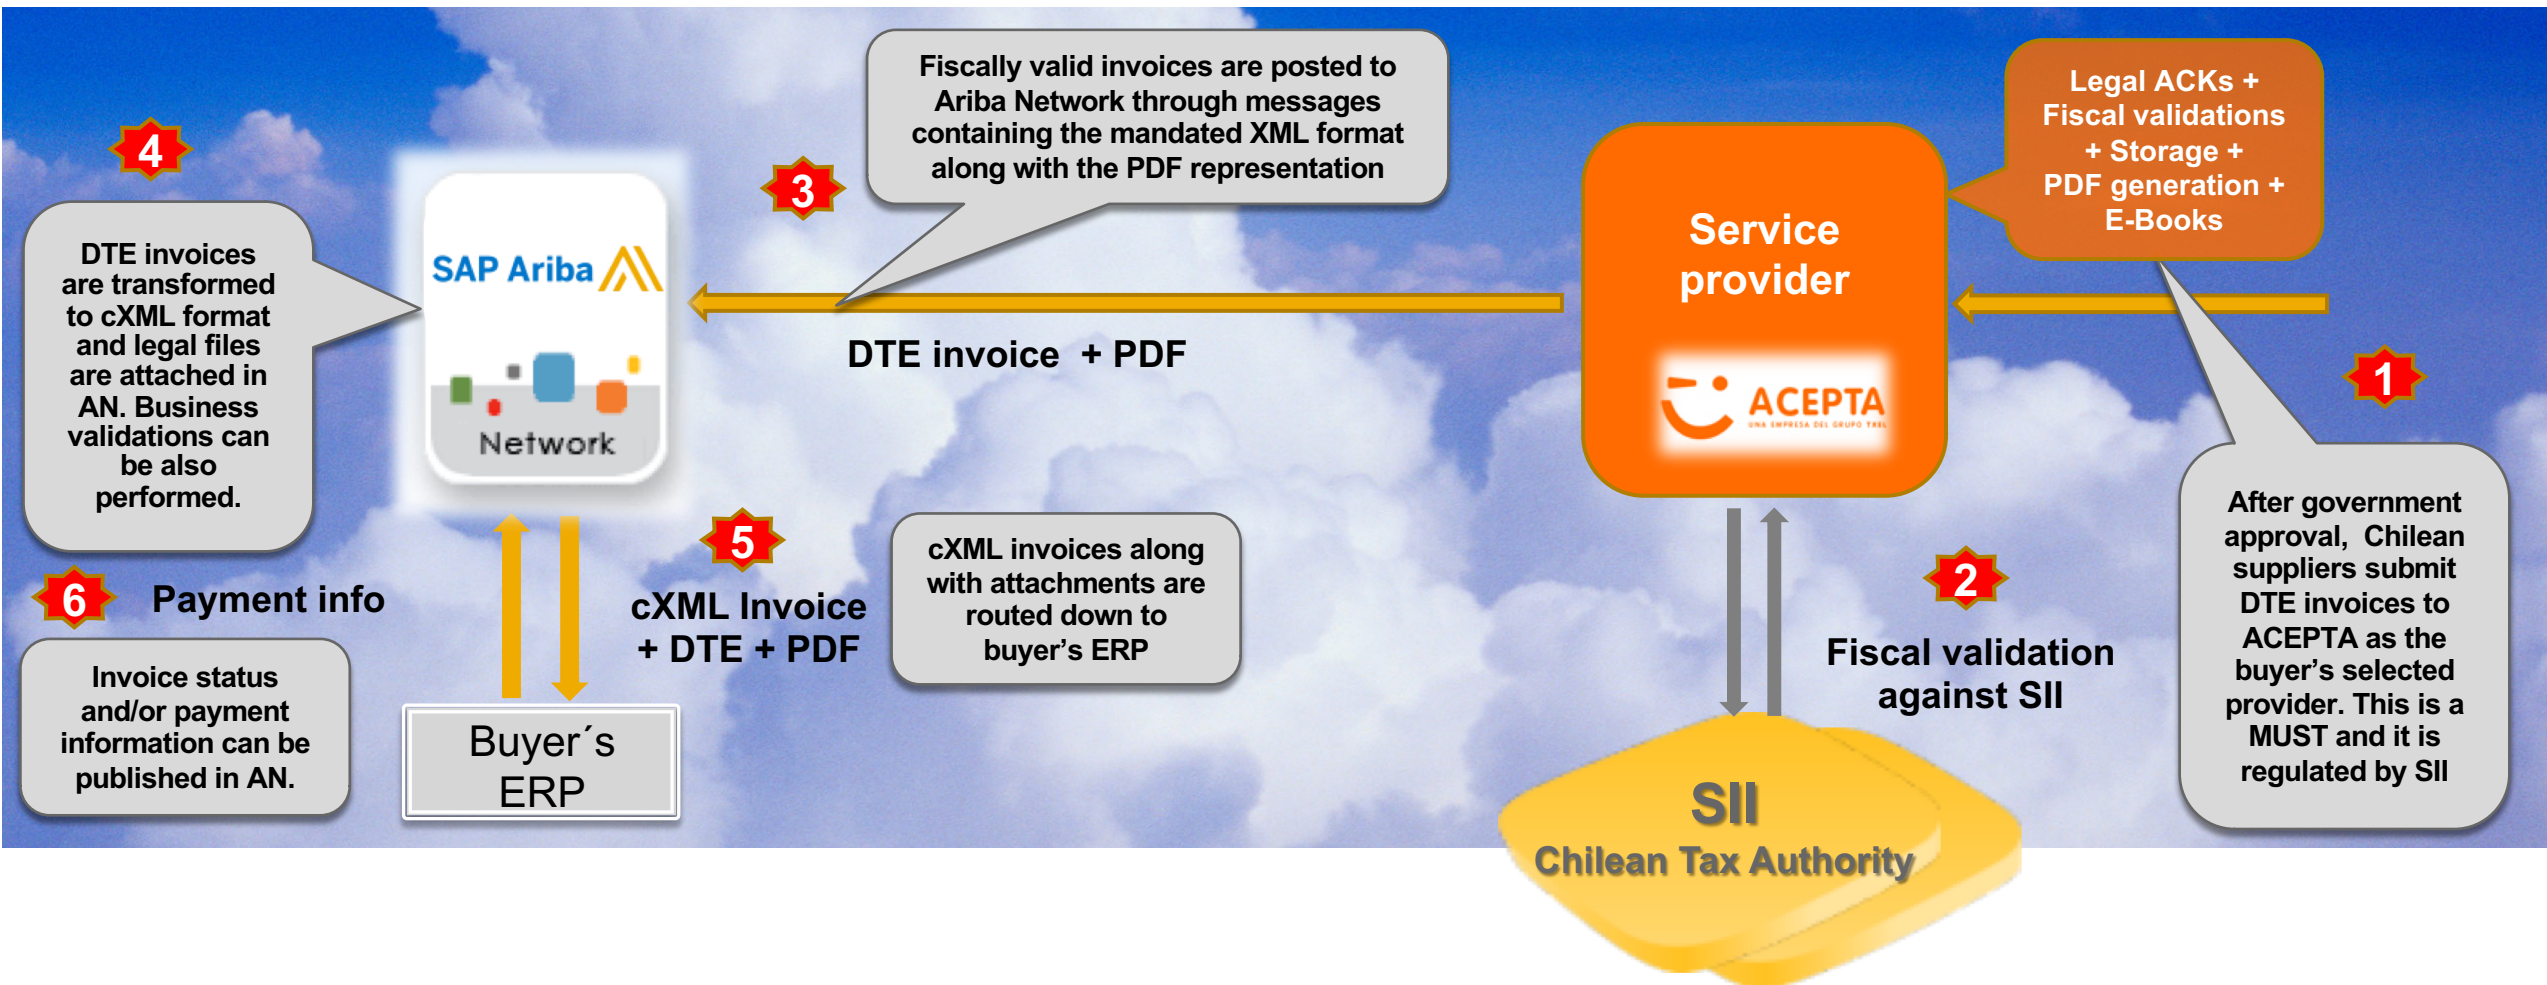 Fiscally valid invoices are posted to
Ariba Network through messages
containing the mandated XML format
along with the PDF representation
Legal ACKs +
Fiscal validations
+ Storage +
PDF generation +
E-Books
4
3
DTE invoices
are transformed
to cXML format
and legal files
are attached in
AN. Business
validations can
be also
performed.
SAP Ariba
Network
Service
provider
ACEPTA
UNA EMPRESA DEL GRUPO TXEL
DTE invoice + PDF
1
After government
approval, Chilean
suppliers submit
DTE invoices to
ACEPTA as the
buyer’s selected
provider. This is a
MUST and it is
regulated by SII
5
cXML Invoice
+ DTE + PDF
cXML invoices along
with attachments are
routed down to
buyer’s ERP
2
Fiscal validation
against SII
6
Payment info
Invoice status
and/or payment
information can be
published in AN.
Buyer´s
ERP
SII
Chilean Tax Authority